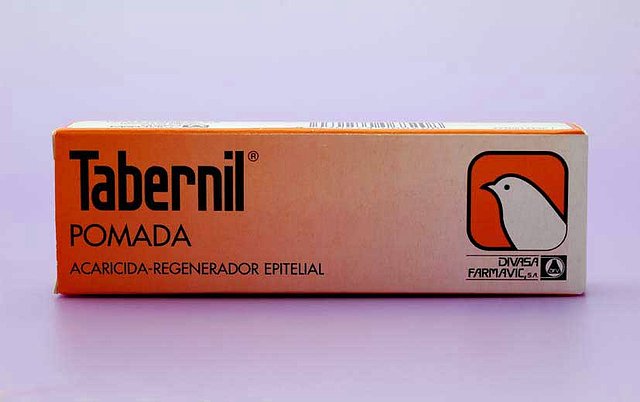 Tabernil®
POMADA
ACARICIDA-REGENERADOR EPITELIAL
DIVASA
FARMAVIC, S.A.